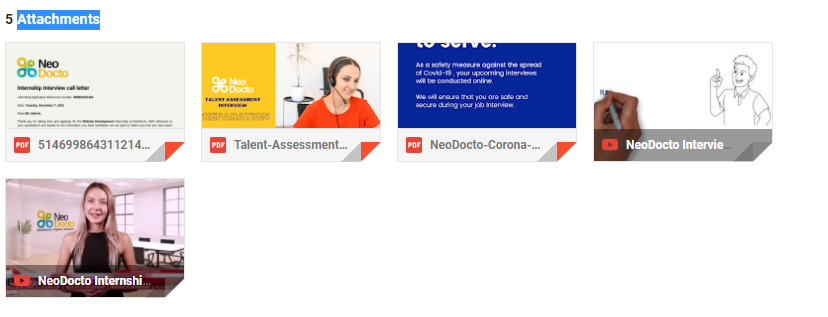 5 Attachments
Neo
Docto
Internship Interview call letter
Neo
Docto
TALENT ASSESSMENT
INTERVIEW
PREPARATION
to serve.
As a safety measure against the spread
of Covid-19 , your upcoming interviews
will be conducted online.
We will ensure that you are safe and
secure during your job interview.
PDF 514699864311214...
PDF Talent-Assessment...
PDF NeoDocto-Corona-...
NeoDocto Intervie...
Neo
Docto
NeoDocto Internshi...